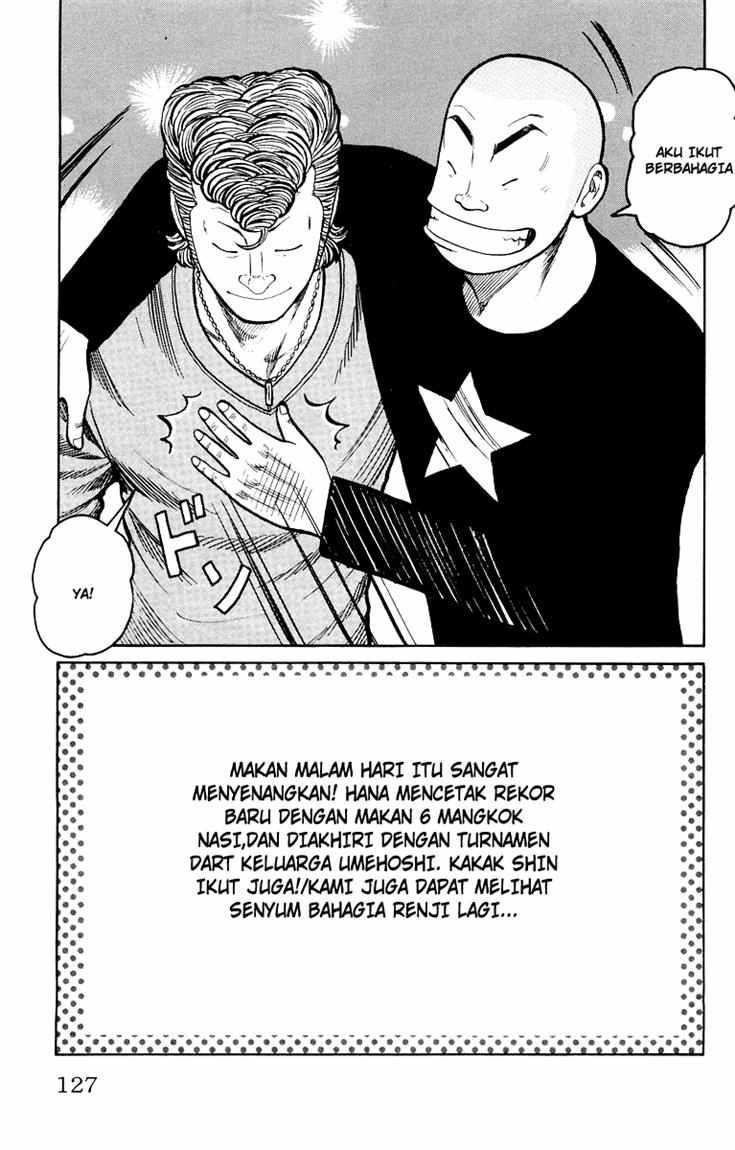 AKU IKUT
BERBAHAGIA
YA!
ドン
MAKAN MALAM HARI ITU SANGAT
MENYENANGKAN! HANA MENCETAK REKOR
BARU DENGAN MAKAN 6 MANGKOK
NASI,DAN DIAKHIRI DENGAN TURNAMEN
DART KELUARGA UMEHOSHI. KAKAK SHIN
IKUT JUGA!/KAMI JUGA DAPAT MELIHAT
SENYUM BAHAGIA RENJI LAGI...
127